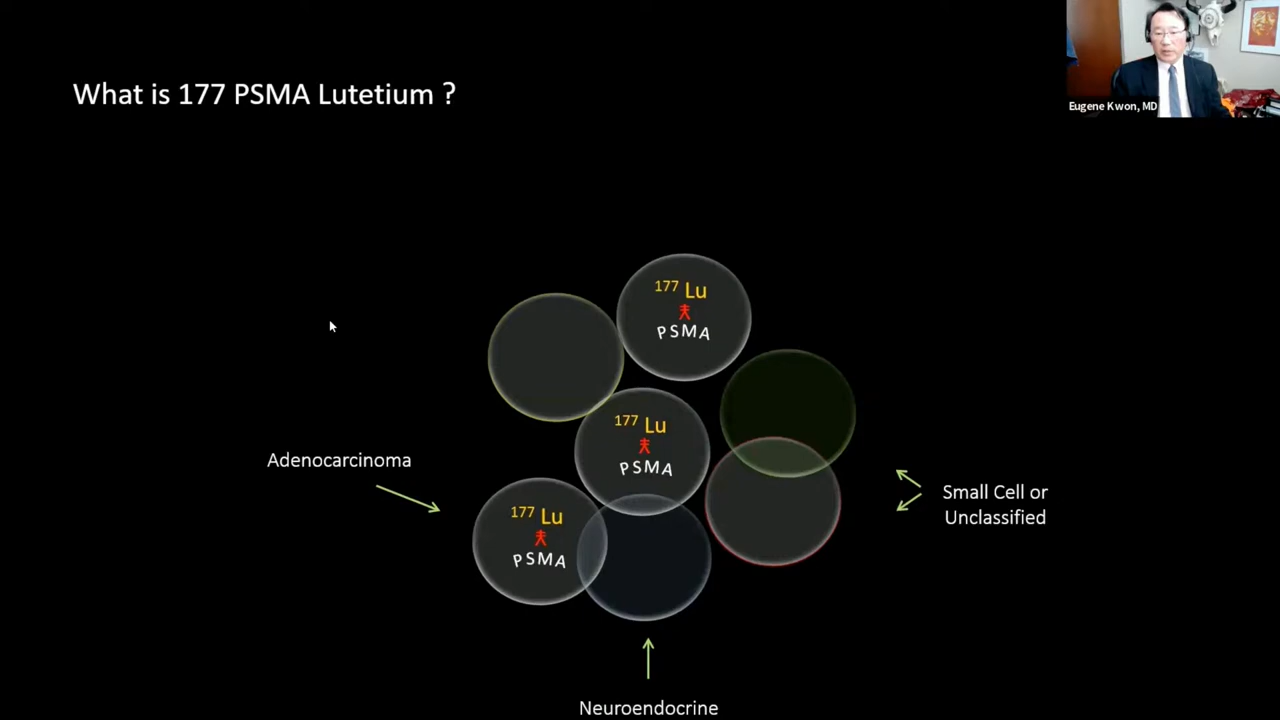 What is 177 PSMA Lutetium ?
Eugene Kwon, MD
177 Lu
PSMA
177 Lu
PSMA
Adenocarcinoma
177 Lu
PSMA
Small Cell or
Unclassified
Neuroendocrine